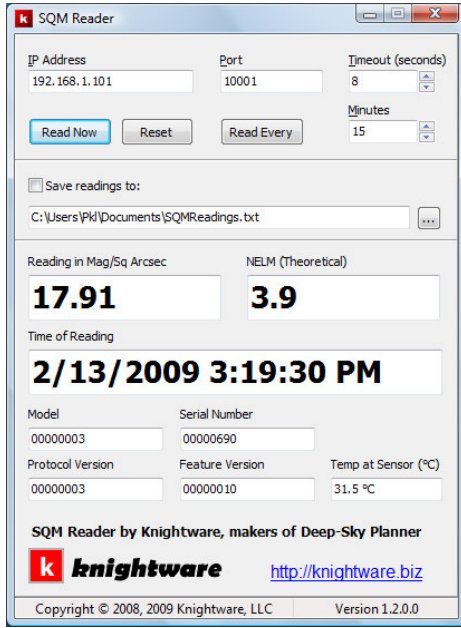 k SQM Reader
IP Address Port Timeout (seconds)
192.168.1.101 10001 8
Minutes
Read Now Reset Read Every 15
Save readings to:
C:\Users\Pkl\Documents\SQMReadings.txt ...
Reading in Mag/Sq Arcsec NELM (Theoretical)
17.91 3.9
Time of Reading
2/13/2009 3:19:30 PM
Model Serial Number
00000003 00000690
Protocol Version Feature Version Temp at Sensor (°C)
00000003 00000010 31.5 °C
SQM Reader by Knightware, makers of Deep-Sky Planner
k knightware http://knightware.biz
Copyright © 2008, 2009 Knightware, LLC Version 1.2.0.0